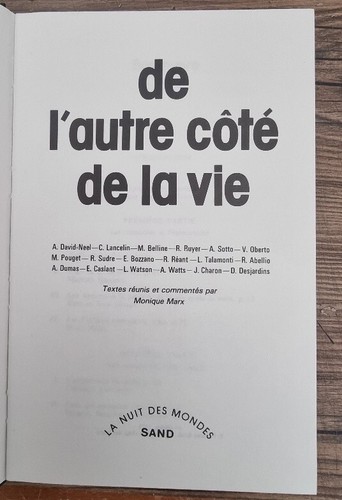 de
l'autre côté
de la vie
A. David-Neel — C. Lancelin — M. Belline — R. Ruyer — A. Sotto — V. Oberto
M. Pouget — R. Sudre — E. Bozzano — R. Réant — L. Talamonti — R. Abellio
A. Dumas — E. Caslant — L. Watson — A. Watts — J. Charon — D. Desjardins
Textes réunis et commentés par
Monique Marx
LA NUIT DES MONDES
SAND